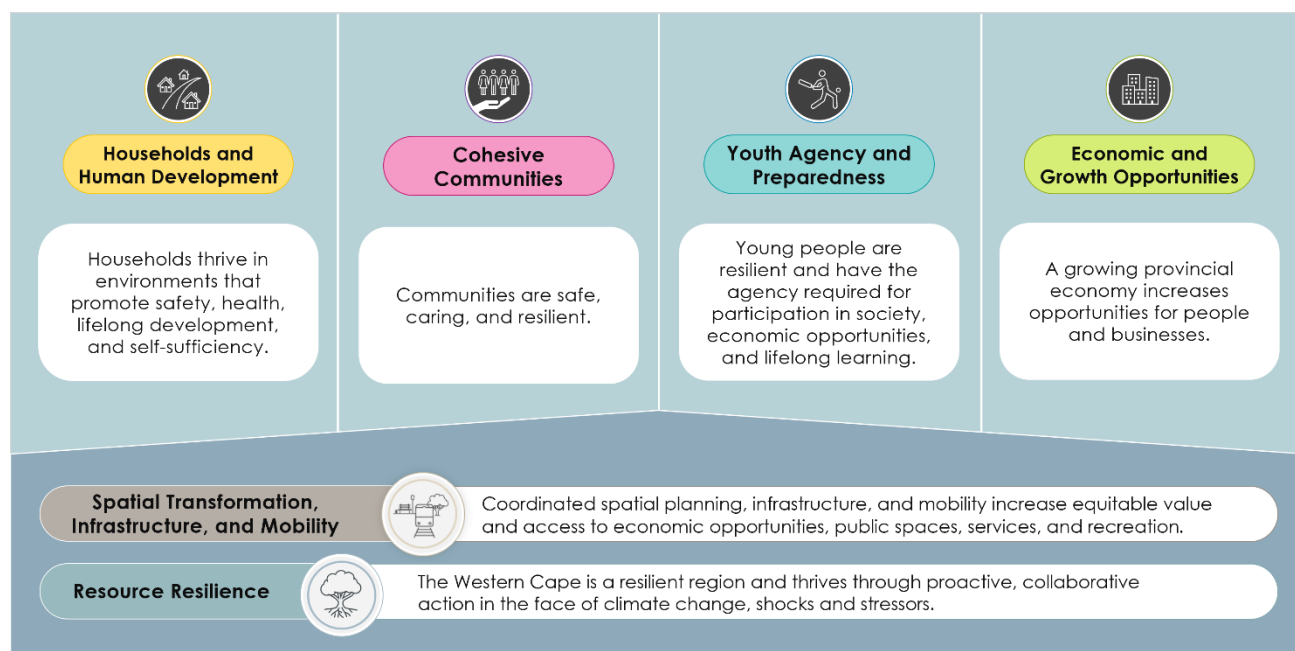 Households and
Human Development
Households thrive in
environments that
promote safety, health,
lifelong development,
and self-sufficiency.
Cohesive
Communities
Communities are safe,
caring, and resilient.
Youth Agency and
Preparedness
Young people are
resilient and have the
agency required for
participation in society,
economic opportunities,
and lifelong learning.
Economic and
Growth Opportunities
A growing provincial
economy increases
opportunities for people
and businesses.
Spatial Transformation,
Infrastructure, and Mobility
Coordinated spatial planning, infrastructure, and mobility increase equitable value
and access to economic opportunities, public spaces, services, and recreation.
Resource Resilience
The Western Cape is a resilient region and thrives through proactive, collaborative
action in the face of climate change, shocks and stressors.